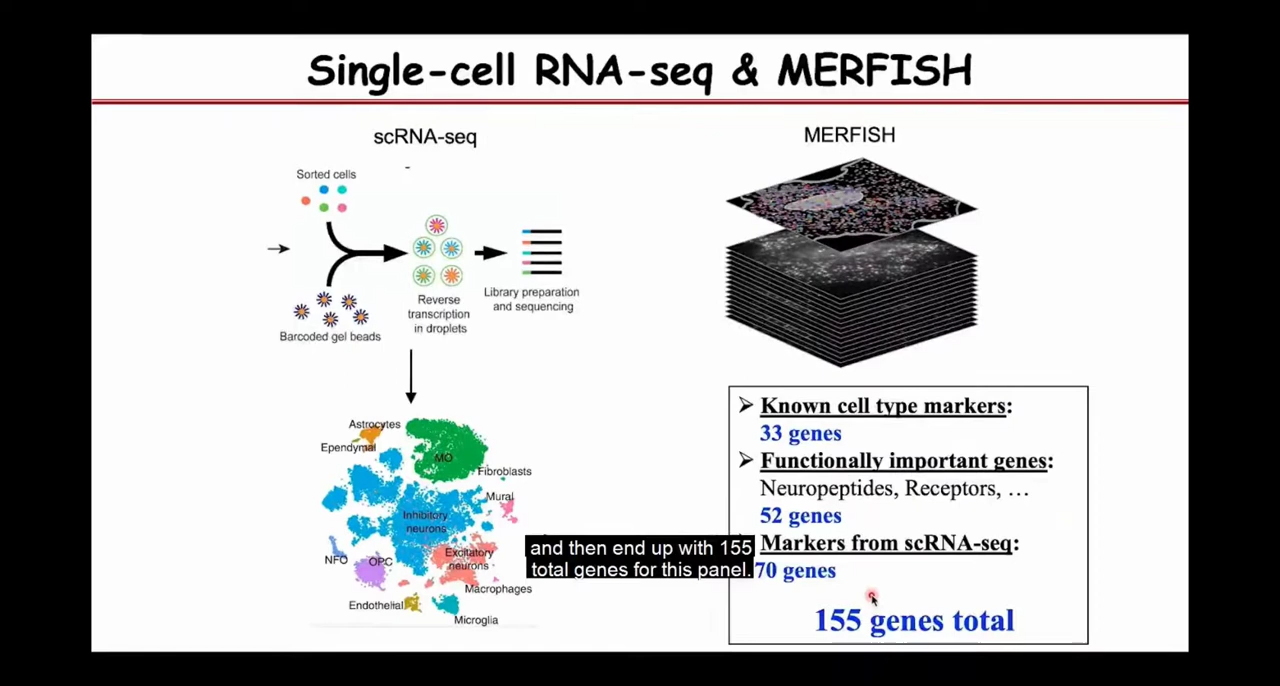 Single-cell RNA-seq & MERFISH
scRNA-seq
Sorted cells
Barcoded gel beads
Reverse
transcription
in droplets
Library preparation
and sequencing
Astrocytes
Ependymal
MO
Fibroblasts
Mural
Inhibitory
neurons
Excitatory
neurons
NFO
OPC
Macrophages
Endothelial
Microglia
MERFISH
➢ Known cell type markers:
33 genes
➢ Functionally important genes:
Neuropeptides, Receptors, …
52 genes
Markers from scRNA-seq:
70 genes
155 genes total
and then end up with 155
total genes for this panel.